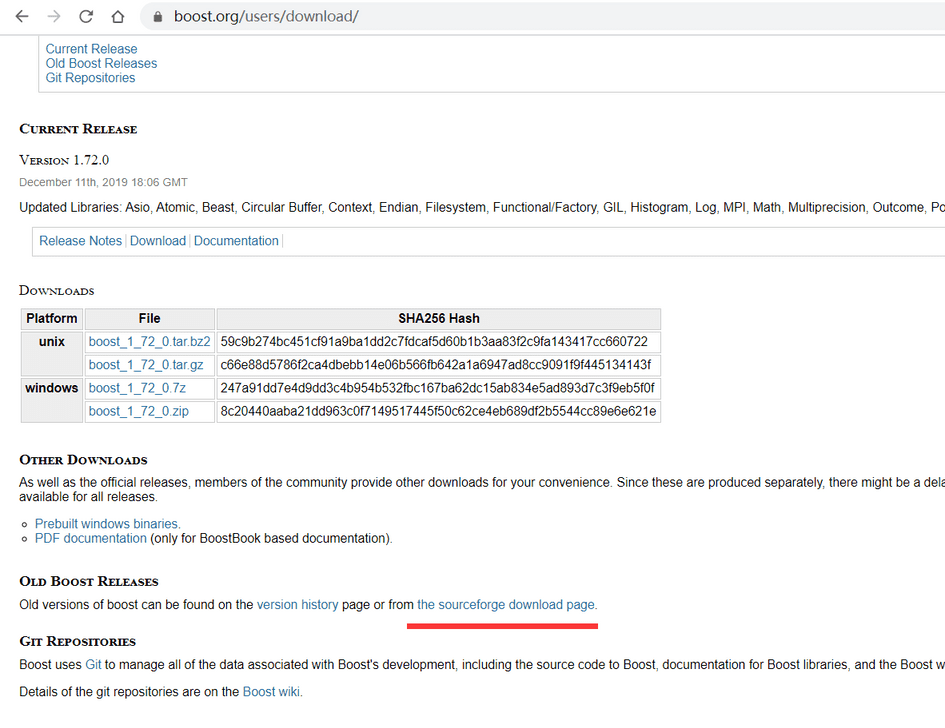 boost.org/users/download/
Current Release
Old Boost Releases
Git Repositories
Current Release
Version 1.72.0
December 11th, 2019 18:06 GMT
Updated Libraries: Asio, Atomic, Beast, Circular Buffer, Context, Endian, Filesystem, Functional/Factory, GIL, Histogram, Log, MPI, Math, Multiprecision, Outcome, Po
Release Notes | Download | Documentation |
Downloads
Platform File SHA256 Hash
unix boost_1_72_0.tar.bz2 59c9b274bc451cf91a9ba1dd2c7fdcaf5d60b1b3aa83f2c9fa143417cc660722
boost_1_72_0.tar.gz c66e88d5786f2ca4dbebb14e06b566fb642a1a6947ad8cc9091f9f445134143f
windows boost_1_72_0.7z 247a91dd7e4d9dd3c4b954b532fbc167ba62dc15ab834e5ad893d7c3f9eb5f0f
boost_1_72_0.zip 8c20440aaba21dd963c0f7149517445f50c62ce4eb689df2b5544cc89e6e621e
Other Downloads
As well as the official releases, members of the community provide other downloads for your convenience. Since these are produced separately, there might be a dela
available for all releases.
Prebuilt windows binaries.
PDF documentation (only for BoostBook based documentation).
Old Boost Releases
Old versions of boost can be found on the version history page or from the sourceforge download page.
Git Repositories
Boost uses Git to manage all of the data associated with Boost's development, including the source code to Boost, documentation for Boost libraries, and the Boost w
Details of the git repositories are on the Boost wiki.